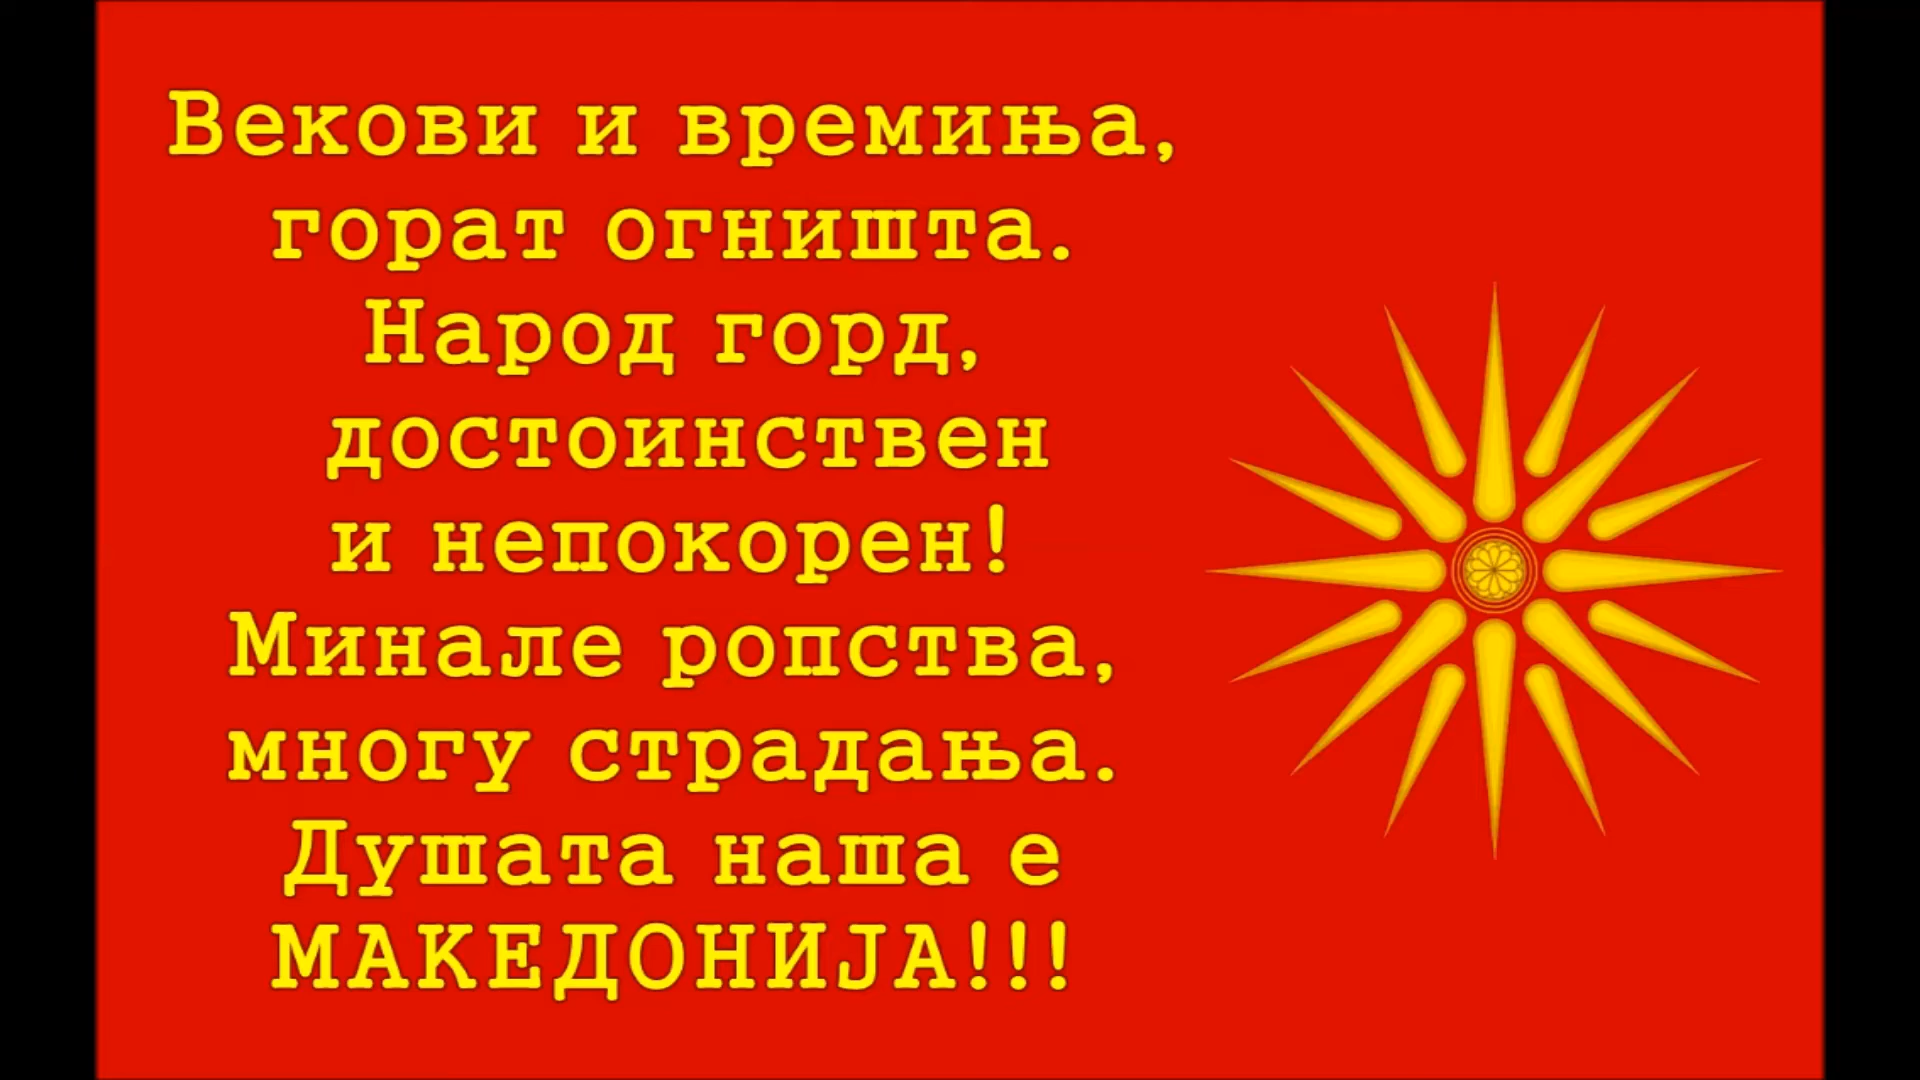 Векови и времиња,
горат огништа.
Народ горд,
достоинствен
и непокорен!
Минале ропства,
многу страдања.
Душата наша е
МАКЕДОНИЈА!!!